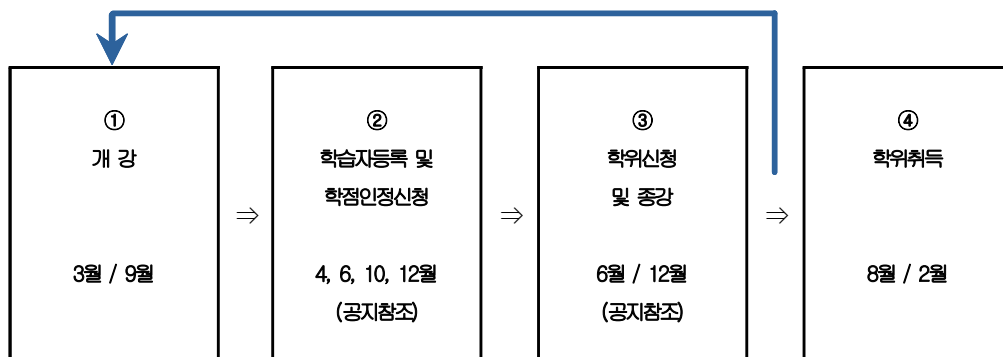 ①
개 강
3월 / 9월
⇒
②
학습자등록 및
학점인정신청
4, 6, 10, 12월
(공지참조)
⇒
③
학위신청
및 종강
6월 / 12월
(공지참조)
⇒
④
학위취득
8월 / 2월